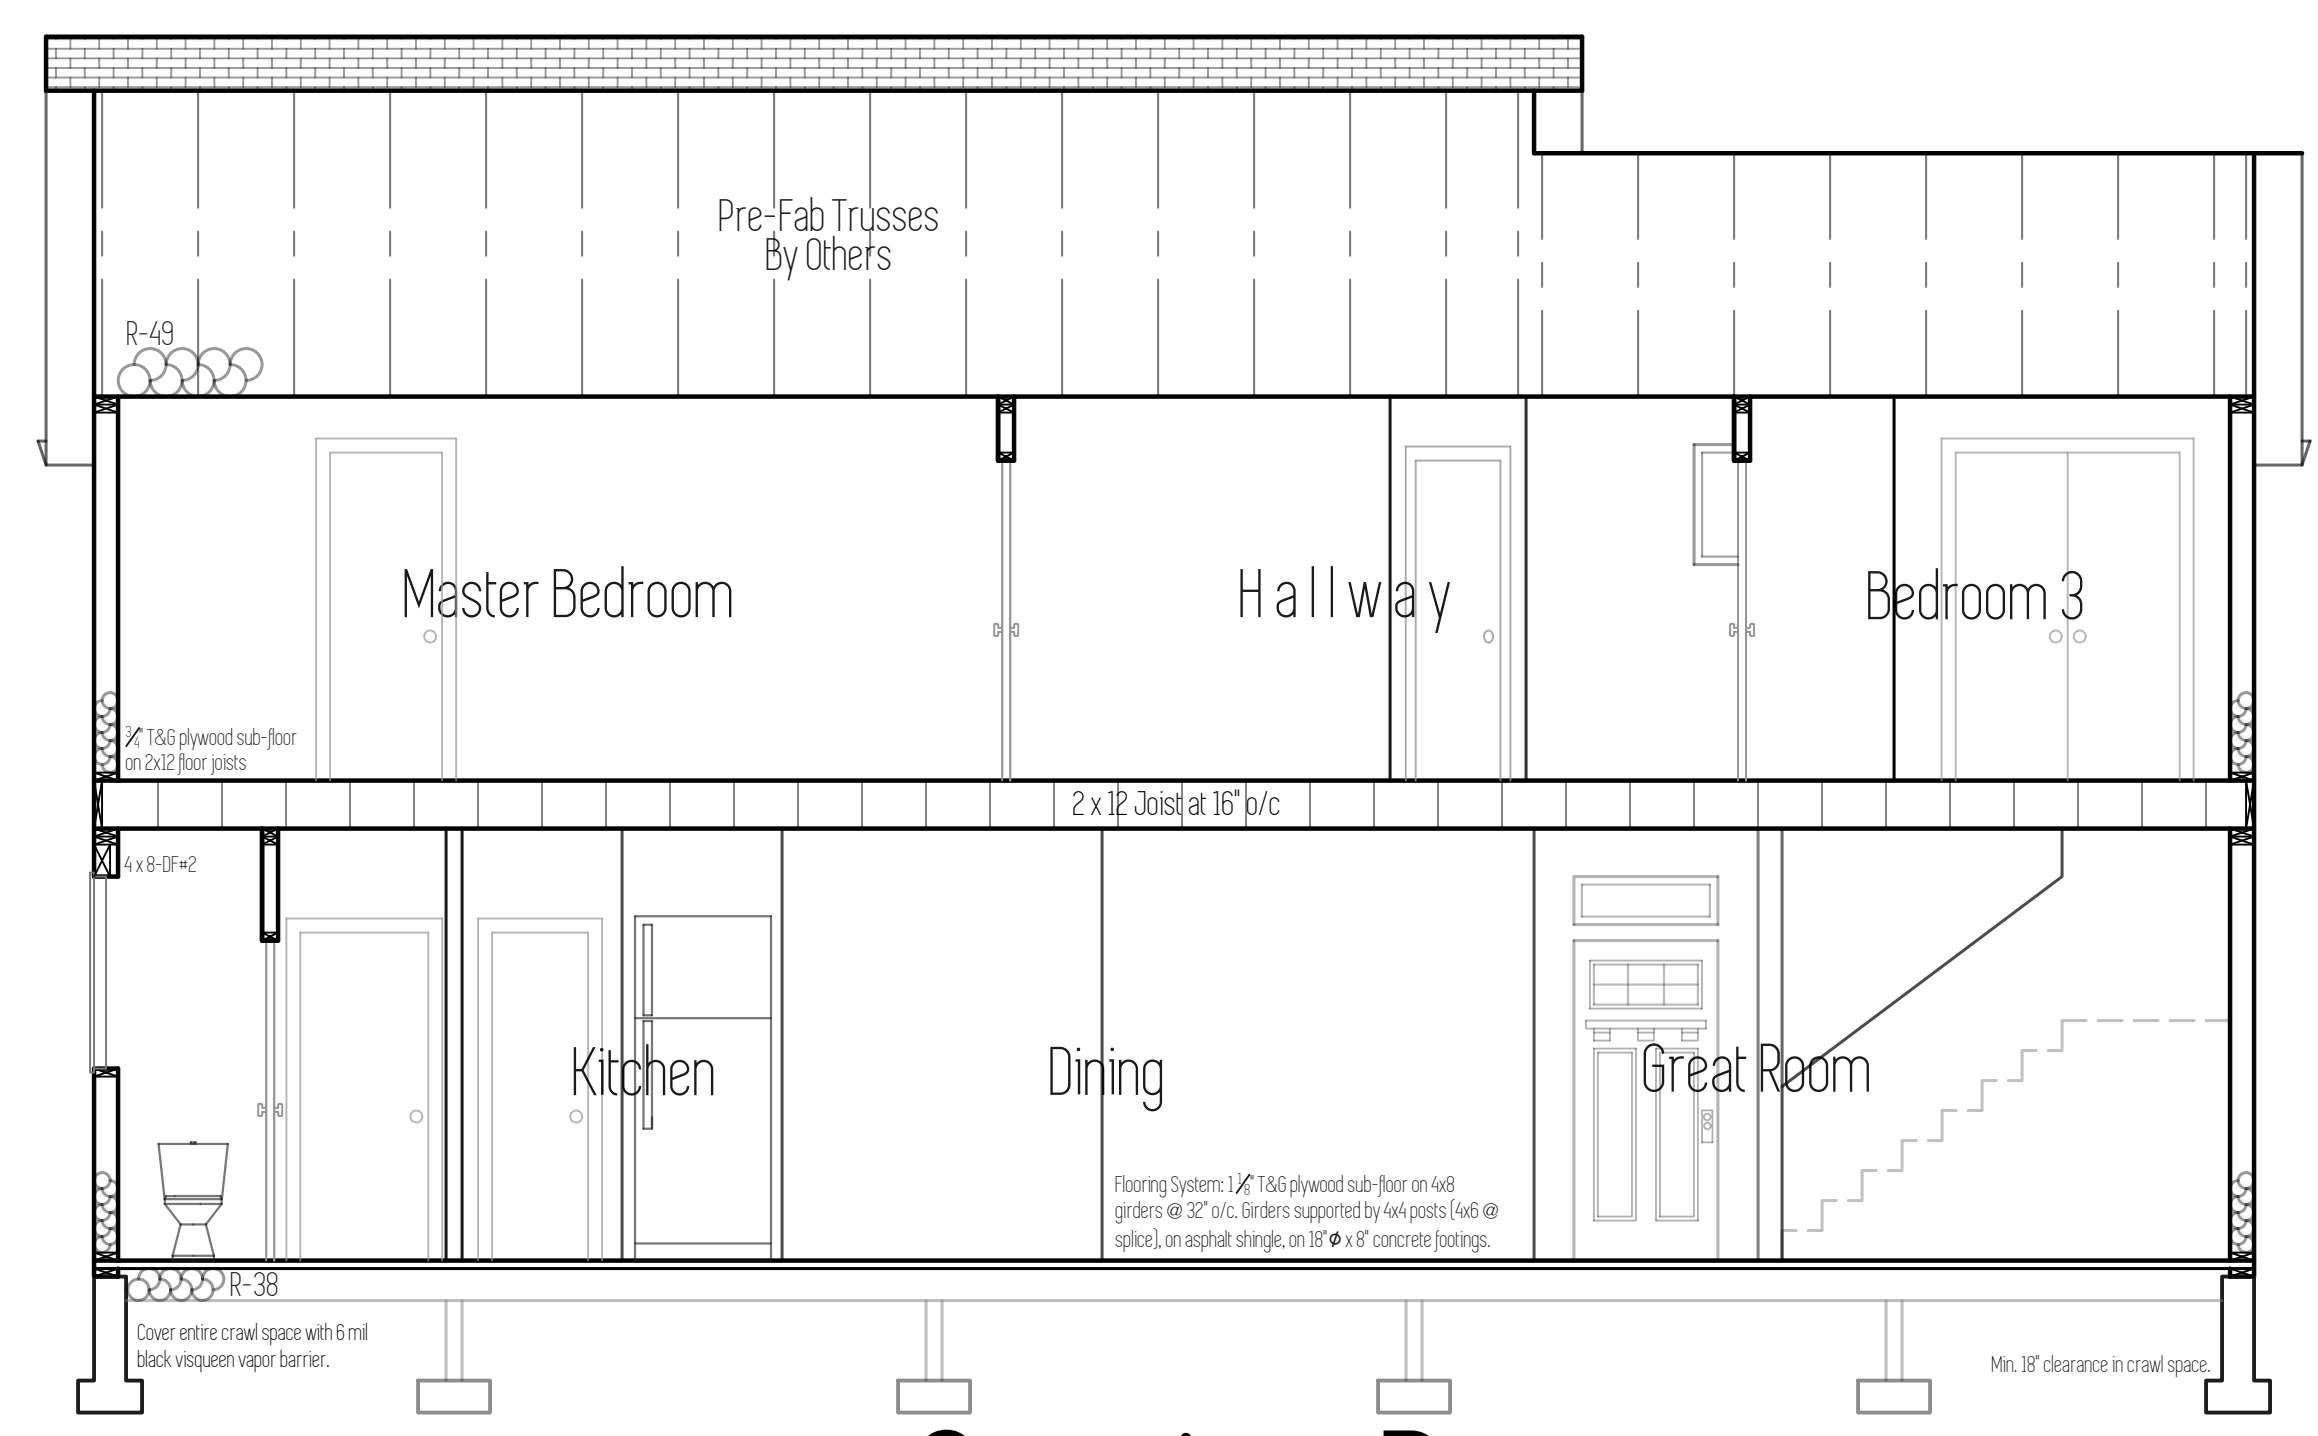 Pre-Fab Trusses
By Others
R-49
Master Bedroom
Hallway
Bedroom 3
3/4" T&G plywood sub-floor
on 2x12 floor joists
2 x 12 Joist at 16" o/c
4 x 8-DF#2
Kitchen
Dining
Great Room
Flooring System: 1 1/8" T&G plywood sub-floor on 4x8
girders @ 32" o/c. Girders supported by 4x4 posts (4x6 @
splice), on asphalt shingle, on 18"ϕ x 8" concrete footings.
R-38
Cover entire crawl space with 6 mil
black visqueen vapor barrier.
Min. 18" clearance in crawl space.